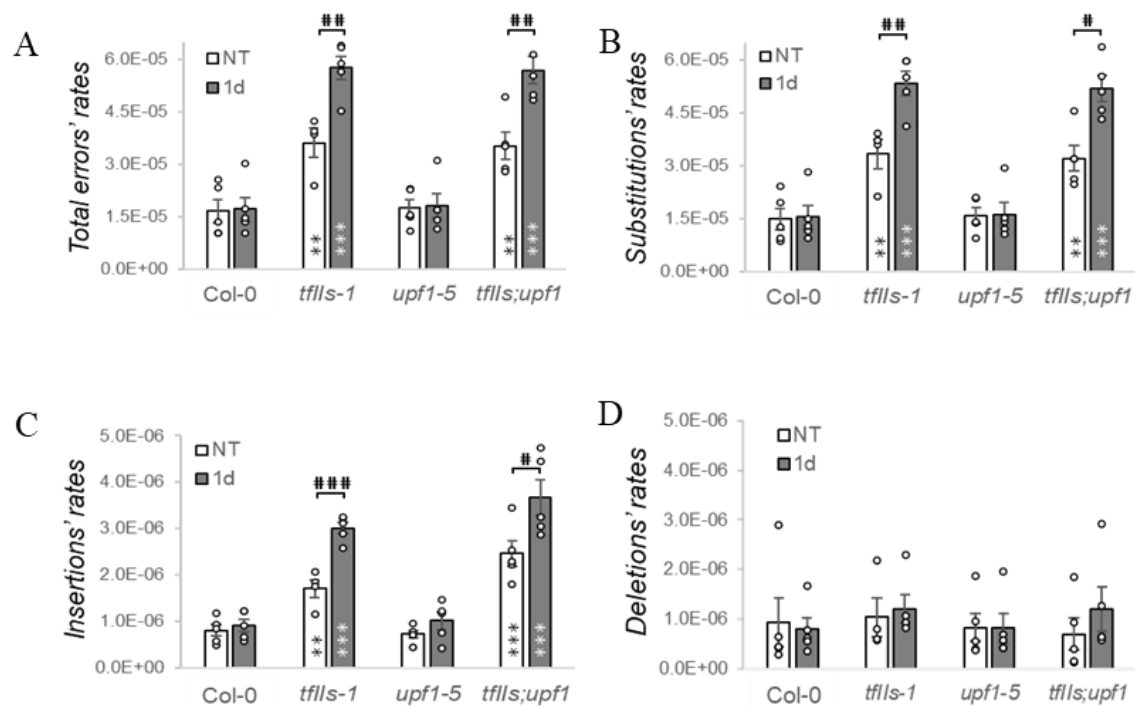 A
Total errors' rates
NT
1d
##
##
6.0E-05
4.5E-05
3.0E-05
1.5E-05
0.0E+00
**
***
**
***
Col-0
tfIIs-1
upf1-5
tfIIs;upf1
B
Substitutions' rates
NT
1d
##
#
6.0E-05
4.5E-05
3.0E-05
1.5E-05
0.0E+00
**
***
**
***
Col-0
tfIIs-1
upf1-5
tfIIs;upf1
C
Insertions' rates
NT
1d
###
#
5.0E-06
4.0E-06
3.0E-06
2.0E-06
1.0E-06
0.0E+00
**
***
***
***
Col-0
tfIIs-1
upf1-5
tfIIs;upf1
D
Deletions' rates
NT
1d
5.0E-06
4.0E-06
3.0E-06
2.0E-06
1.0E-06
0.0E+00
Col-0
tfIIs-1
upf1-5
tfIIs;upf1